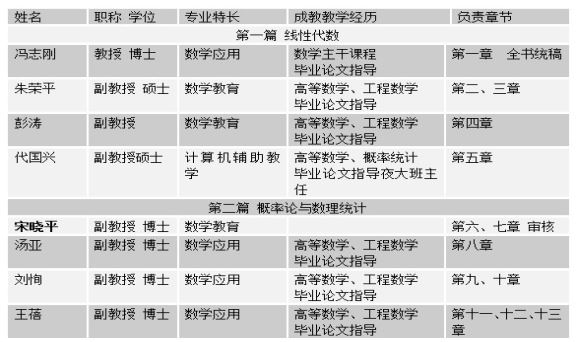 姓名 职称 学位 专业特长 成教教学经历 负责章节
第一篇 线性代数
冯志刚 教授 博士 数学应用 数学主干课程 第一章 全书统稿
毕业论文指导
朱荣平 副教授 硕士 数学教育 高等数学、工程数学 第二、三章
毕业论文指导
彭涛 副教授 数学教育 高等数学、工程数学 第四章
毕业论文指导
代国兴 副教授硕士 计算机辅助教 高等数学、概率统计 第五章
学 毕业论文指导夜大班主
任
第二篇 概率论与数理统计
宋晓平 副教授 博士 数学教育 第六、七章 审核
汤亚 副教授 博士 数学应用 高等数学、工程数学 第八章
毕业论文指导
刘恂 副教授 博士 数学应用 高等数学、工程数学 第九、十章
毕业论文指导
王蓓 副教授 博士 数学应用 高等数学、工程数学 第十一、十二、十三
毕业论文指导 章